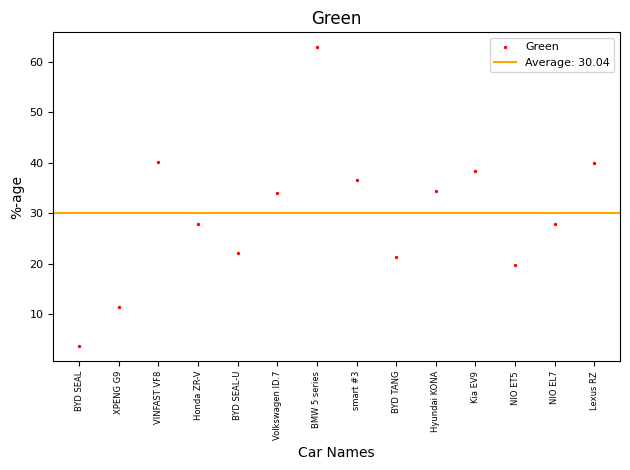 Green
Green
Average: 30.04
%-age
60
50
40
30
20
10
BYD SEAL
XPENG G9
VINFAST VF8
Honda ZR-V
BYD SEAL-U
Volkswagen ID.7
BMW 5 series
smart #3
BYD TANG
Hyundai KONA
Kia EV9
NIO ET5
NIO EL7
Lexus RZ
Car Names